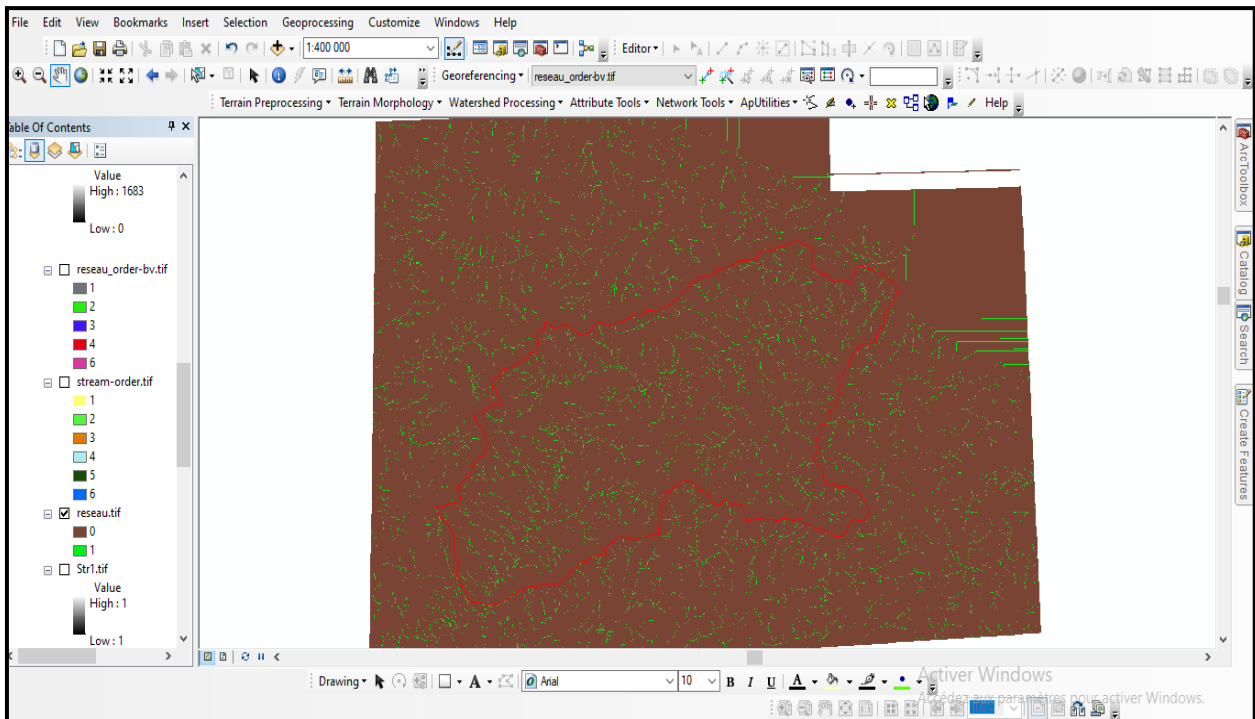 File Edit View Bookmarks Insert Selection Geoprocessing Customize Windows Help
1:400 000 Editor
Georeferencing reseau_order-bv.tif
Terrain Preprocessing Terrain Morphology Watershed Processing Attribute Tools Network Tools ApUtilities Help
able Of Contents
Value
High : 1683
Low : 0
reseau_order-bv.tif
1
2
3
4
6
stream-order.tif
1
2
3
4
5
6
reseau.tif
0
1
Str1.tif
Value
High : 1
Low : 1
ArcToolbox
Catalog
Search
Create Features
Drawing A Arial 10 B I U A
Activer Windows
Accédez aux paramètres pour activer Windows.